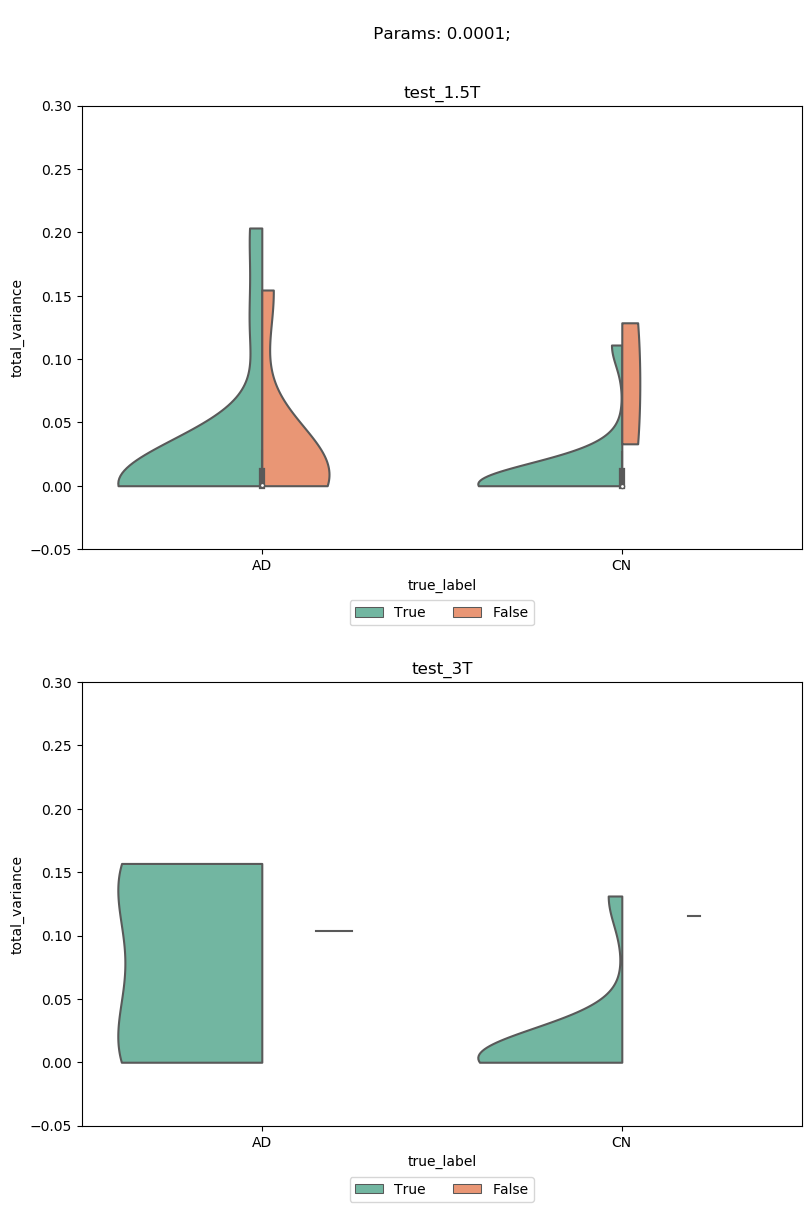 Params: 0.0001;
test_1.5T
0.30
0.25
0.20
0.15
0.10
0.05
0.00
−0.05
total_variance
AD CN
true_label
True False
test_3T
0.30
0.25
0.20
0.15
0.10
0.05
0.00
−0.05
total_variance
AD CN
true_label
True False